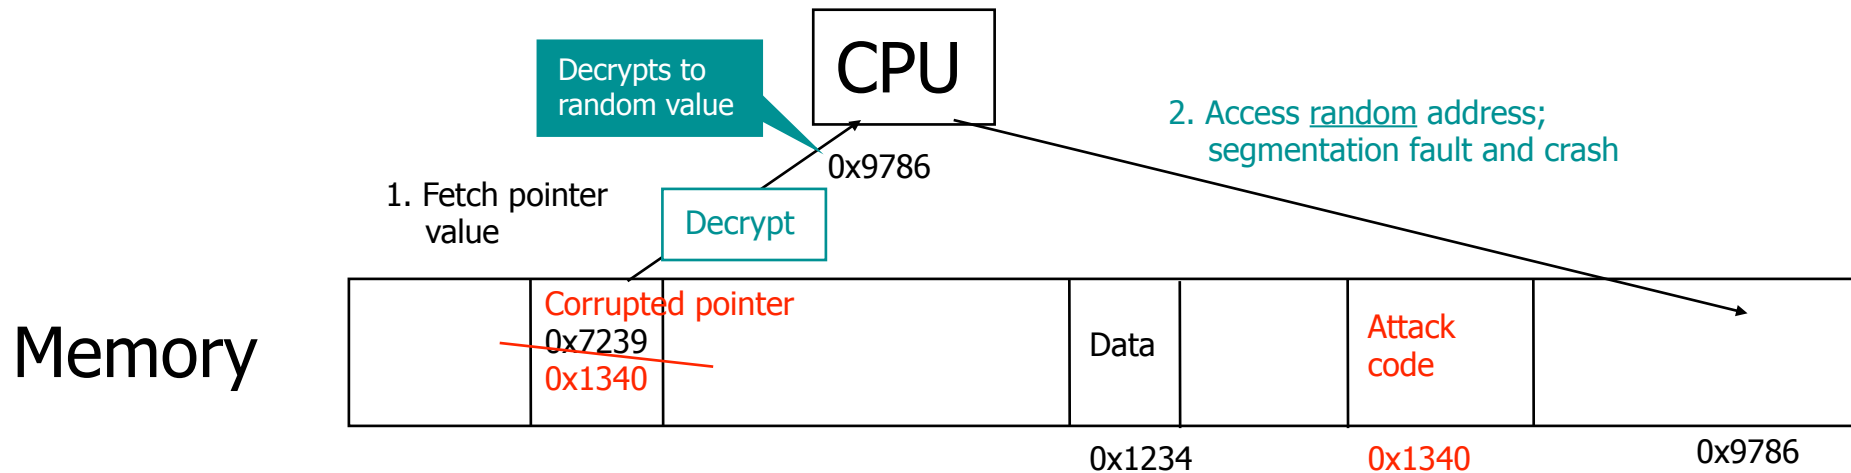 CPU
Decrypts to
random value
2. Access random address;
segmentation fault and crash
0x9786
1. Fetch pointer
value
Decrypt
Memory
Corrupted pointer
0x7239
0x1340
Data
Attack
code
0x1234
0x1340
0x9786